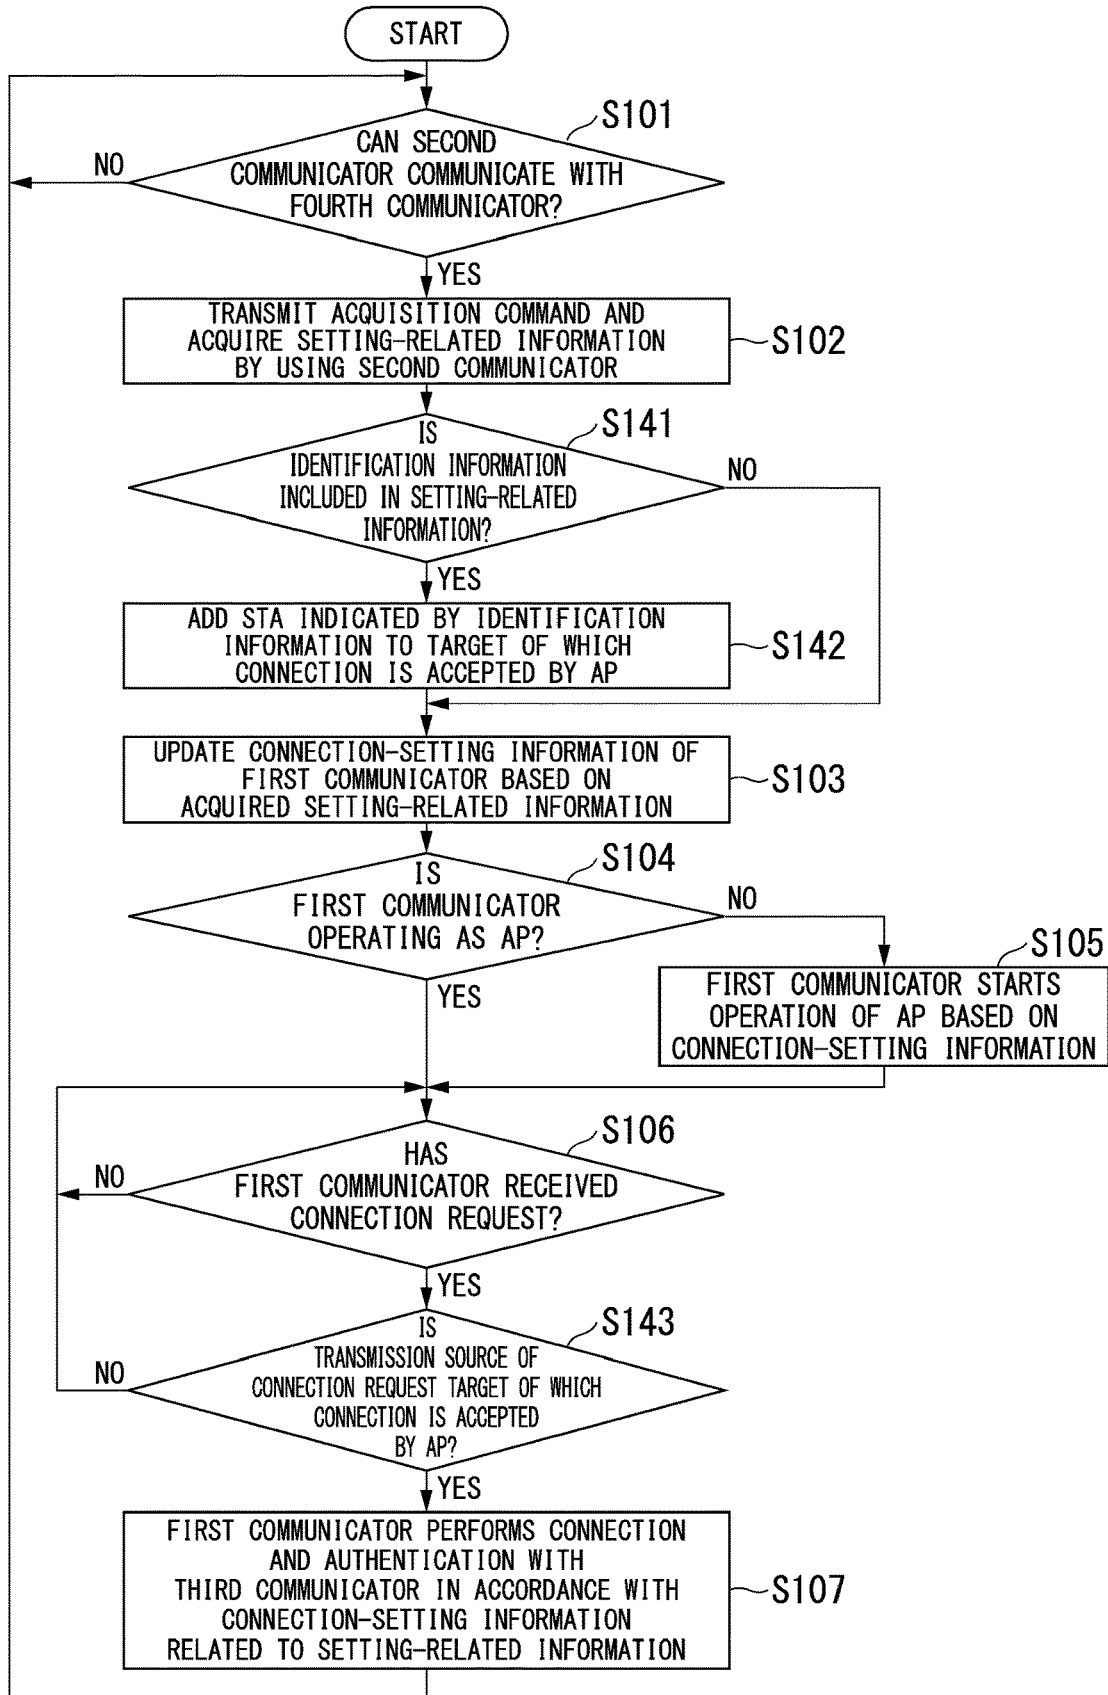 START
S101
CAN SECOND
COMMUNICATOR COMMUNICATE WITH
FOURTH COMMUNICATOR?
NO
YES
TRANSMIT ACQUISITION COMMAND AND
ACQUIRE SETTING-RELATED INFORMATION
BY USING SECOND COMMUNICATOR
S102
S141
IS
IDENTIFICATION INFORMATION
INCLUDED IN SETTING-RELATED
INFORMATION?
NO
YES
ADD STA INDICATED BY IDENTIFICATION
INFORMATION TO TARGET OF WHICH
CONNECTION IS ACCEPTED BY AP
S142
UPDATE CONNECTION-SETTING INFORMATION OF
FIRST COMMUNICATOR BASED ON
ACQUIRED SETTING-RELATED INFORMATION
S103
S104
IS
FIRST COMMUNICATOR
OPERATING AS AP?
NO
YES
S105
FIRST COMMUNICATOR STARTS
OPERATION OF AP BASED ON
CONNECTION-SETTING INFORMATION
S106
HAS
FIRST COMMUNICATOR RECEIVED
CONNECTION REQUEST?
NO
YES
S143
IS
TRANSMISSION SOURCE OF
CONNECTION REQUEST TARGET OF WHICH
CONNECTION IS ACCEPTED
BY AP?
NO
YES
FIRST COMMUNICATOR PERFORMS CONNECTION
AND AUTHENTICATION WITH
THIRD COMMUNICATOR IN ACCORDANCE WITH
CONNECTION-SETTING INFORMATION
RELATED TO SETTING-RELATED INFORMATION
S107